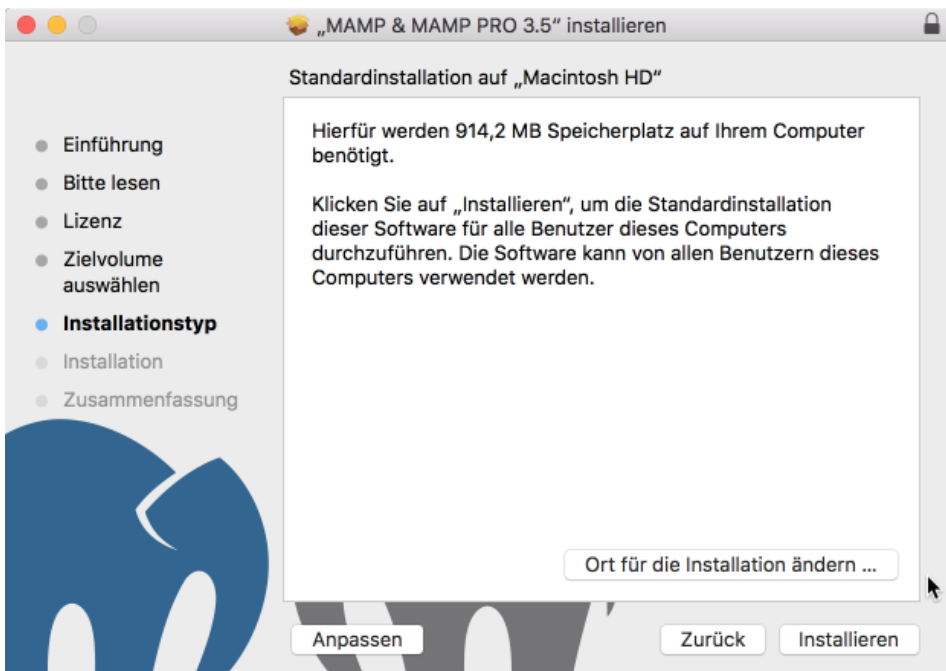 „MAMP & MAMP PRO 3.5“ installieren
Standardinstallation auf „Macintosh HD“
Einführung
Bitte lesen
Lizenz
Zielvolume
auswählen
Installationstyp
Installation
Zusammenfassung
Hierfür werden 914,2 MB Speicherplatz auf Ihrem Computer
benötigt.
Klicken Sie auf „Installieren“, um die Standardinstallation
dieser Software für alle Benutzer dieses Computers
durchzuführen. Die Software kann von allen Benutzern dieses
Computers verwendet werden.
Ort für die Installation ändern ...
Anpassen
Zurück
Installieren